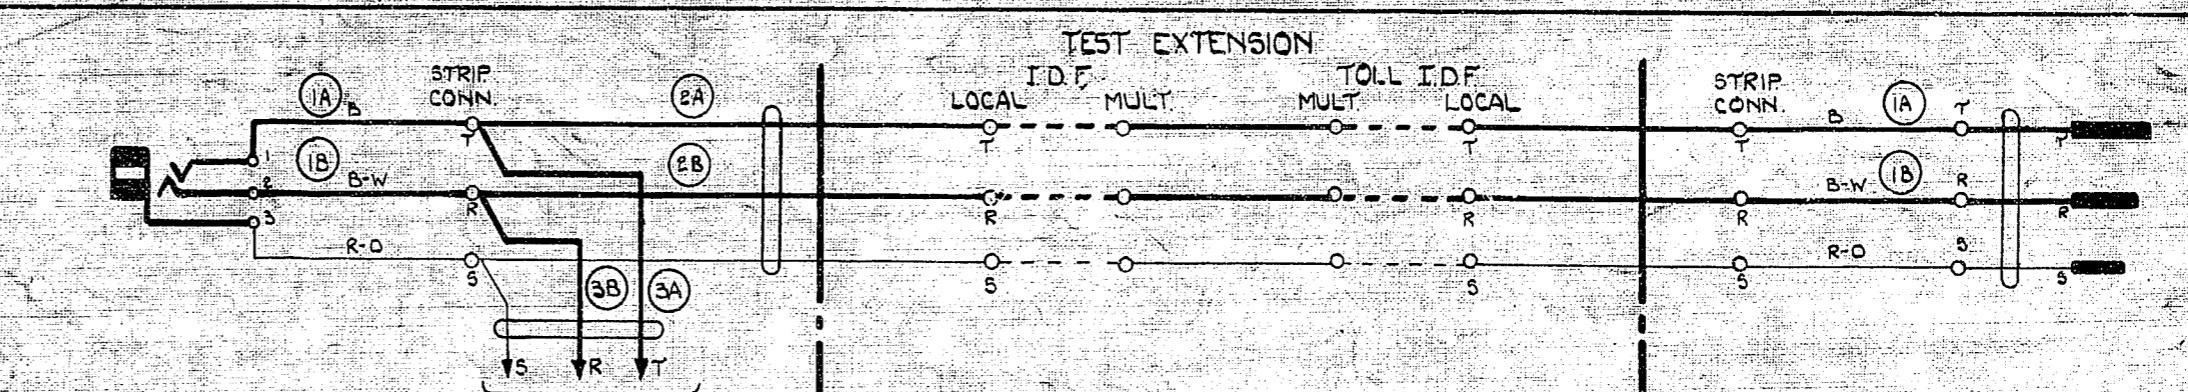 TEST EXTENSION
I.D.F. TOLL I.D.F.
STRIP CONN.
1A B
2A
LOCAL MULT. MULT. LOCAL
STRIP CONN.
B 1A T
T T T T T
1
1B B-W
2
2B
B-W 1B R
R R R R R
3
R-O
R-O S
S S S S S
3B 3A
S R T